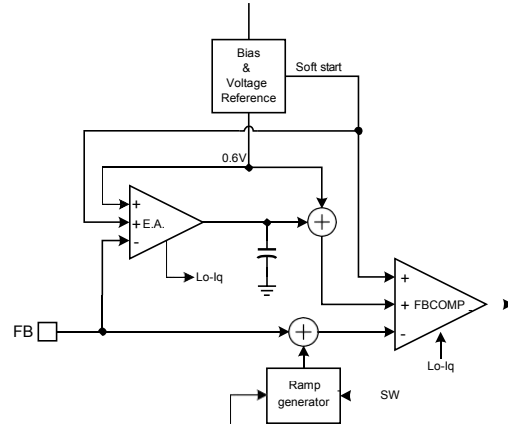 Bias
&
Voltage
Reference
Soft start
0.6V
+
+ E.A.
-
+
Lo-Iq
+
+ FBCOMP
-
FB
+
Lo-Iq
Ramp
generator
SW